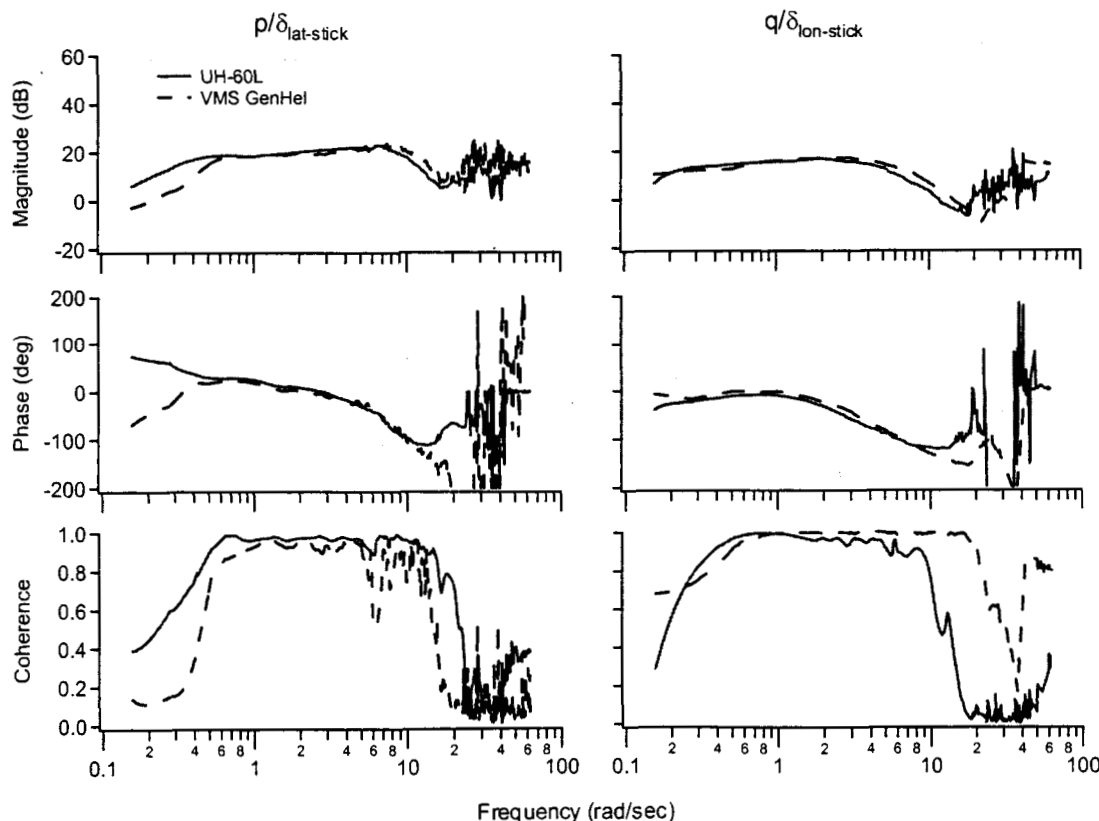 p/δlat-stick
q/δlon-stick
UH-60L
VMS GenHel
Magnitude (dB)
60
40
20
0
-20
Phase (deg)
200
100
0
-100
-200
Coherence
1.0
0.8
0.6
0.4
0.2
0.0
2 4 6 8 2 4 6 8 2 4 6 8
0.1 1 10 100
2 4 6 8 2 4 6 8 2 4 6 8
0.1 1 10 100
Frequency (rad/sec)